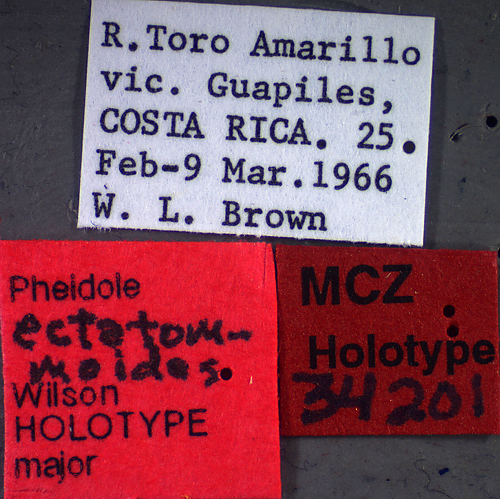 R. Toro Amarillo
vic. Guapiles,
COSTA RICA. 25.
Feb-9 Mar.1966
W. L. Brown
Pheidole
ectatom-
moides
Wilson
HOLOTYPE
major
MCZ
Holotype
34201